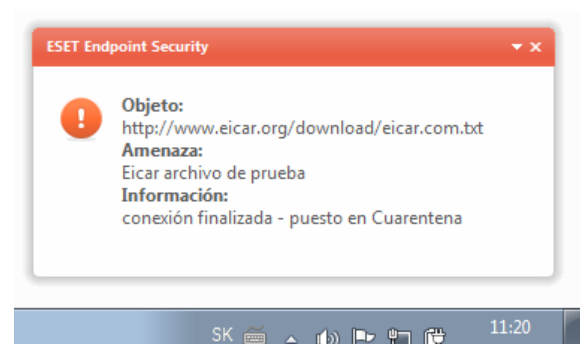 ESET Endpoint Security
Objeto:
http://www.eicar.org/download/eicar.com.txt
Amenaza:
Eicar archivo de prueba
Información:
conexión finalizada - puesto en Cuarentena
SK
11:20